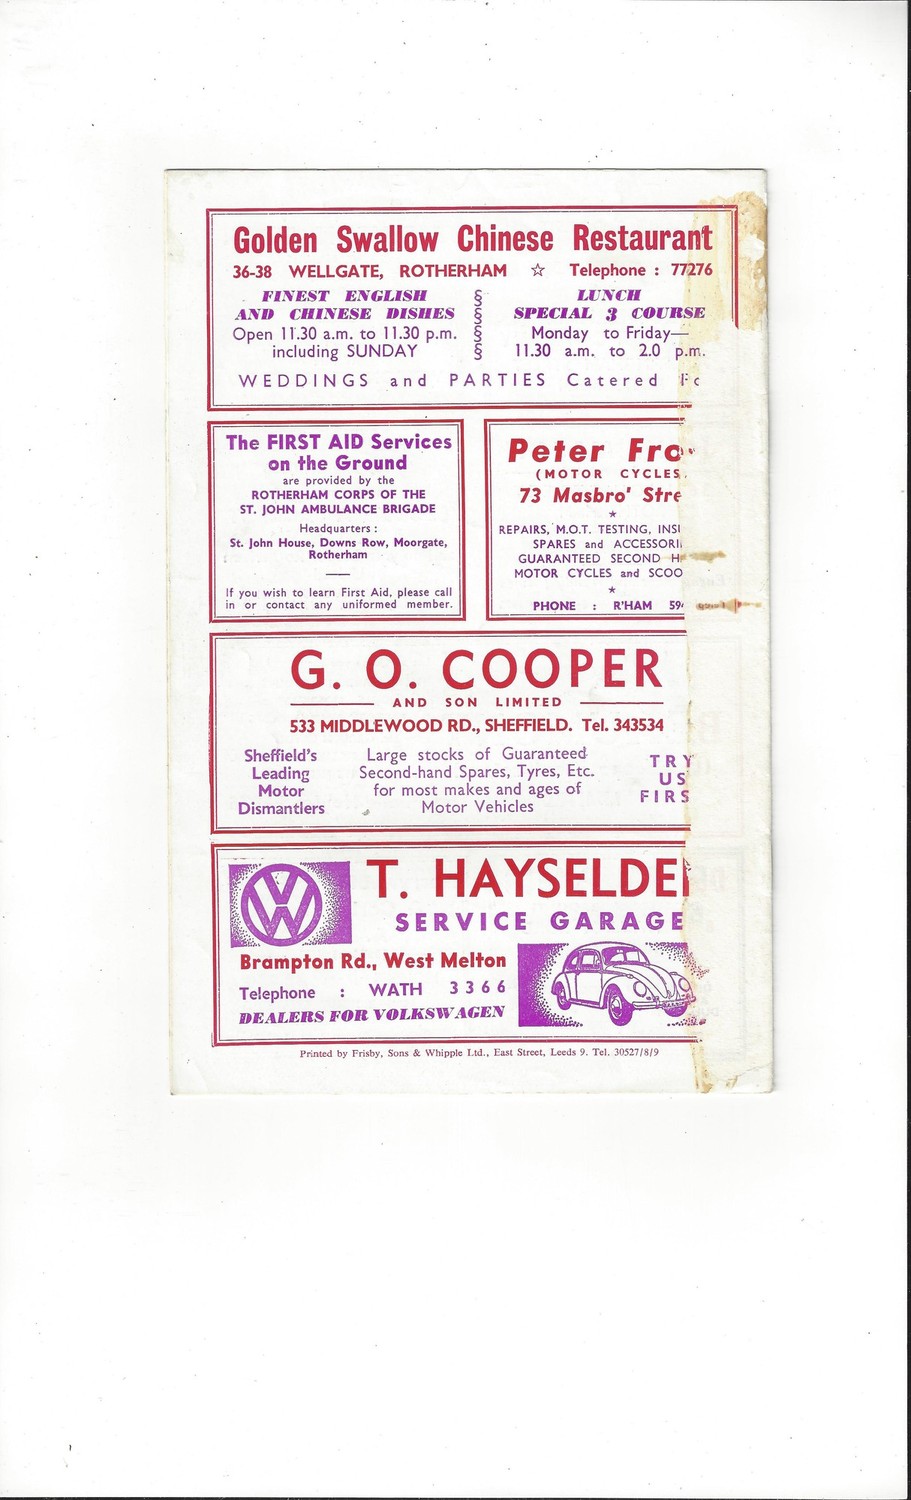 Golden Swallow Chinese Restaurant
36-38 WELLGATE, ROTHERHAM ☆ Telephone : 77276
FINEST ENGLISH
AND CHINESE DISHES
Open 11.30 a.m. to 11.30 p.m.
including SUNDAY
§
§
§
§
§
LUNCH
SPECIAL 3 COURSE
Monday to Friday—
11.30 a.m. to 2.0 p.m.
WEDDINGS and PARTIES Catered
The FIRST AID Services
on the Ground
are provided by the
ROTHERHAM CORPS OF THE
ST. JOHN AMBULANCE BRIGADE
Headquarters :
St. John House, Downs Row, Moorgate,
Rotherham
If you wish to learn First Aid, please call
in or contact any uniformed member.
Peter
(MOTOR CYCLES
73 Masbro'
★
REPAIRS, M.O.T. TESTING,
SPARES and
GUARANTEED SECOND
MOTOR CYCLES and
★
PHONE : R'HAM
G. O. COOPER
AND SON LIMITED
533 MIDDLEWOOD RD., SHEFFIELD. Tel. 343534
Sheffield's
Leading
Motor
Dismantlers
Large stocks of Guaranteed
Second-hand Spares, Tyres, Etc.
for most makes and ages of
Motor Vehicles
TRY
US
FIRS
VW
T. HAYSELDE
SERVICE GARAGE
Brampton Rd., West Melton
Telephone : WATH 3366
DEALERS FOR VOLKSWAGEN
Printed by Frisby, Sons & Whipple Ltd., East Street, Leeds 9. Tel. 30527/8/9